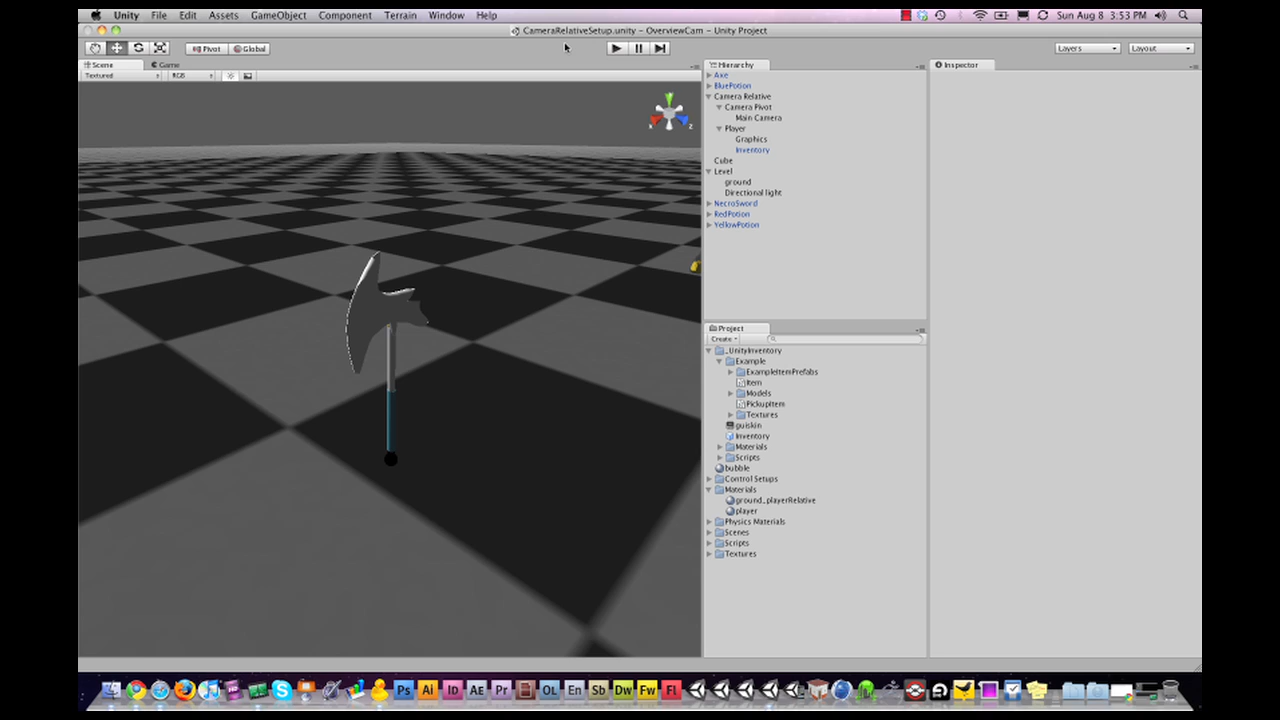 Unity File Edit Assets GameObject Component Terrain Window Help Sun Aug 8 3:53 PM
CameraRelativeSetup.unity – OverviewCam – Unity Project
Pivot Global Layers Layout
Scene Game
Textured RGB
y
x
z
Hierarchy
Axe
BluePotion
Camera Relative
Camera Pivot
Main Camera
Player
Graphics
Inventory
Cube
Level
ground
Directional light
NecroSword
RedPotion
YellowPotion
Project
Create
_UnityInventory
Example
ExampleItemPrefabs
Item
Models
PickupItem
Textures
guiskin
Inventory
Materials
Scripts
bubble
Control Setups
Materials
ground_playerRelative
player
Physics Materials
Scenes
Scripts
Textures
Inspector
Ps Ai Id AE Pr OL En Sb Dw Fw Fl